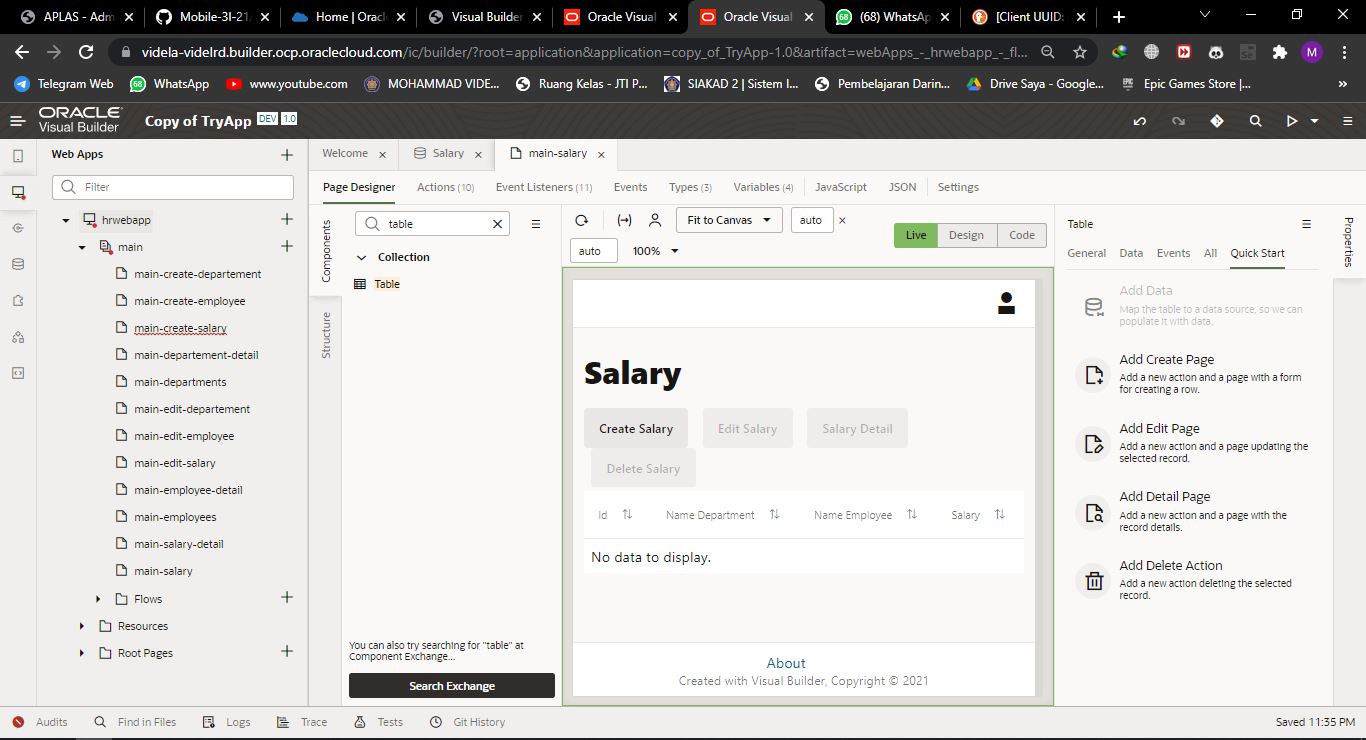 APLAS - Adm
Mobile-3I-21
Home | Oracl
Visual Builder
Oracle Visual
Oracle Visual
(68) WhatsAp
[Client UUID:
videla-videlrd.builder.ocp.oraclecloud.com/ic/builder/?root=application&application=copy_of_TryApp-1.0&artifact=webApps_-_hrwebapp_-_fl...
M
Telegram Web
WhatsApp
www.youtube.com
MOHAMMAD VIDE...
Ruang Kelas - JTI P...
SIAKAD 2 | Sistem I...
Pembelajaran Darin...
Drive Saya - Google...
Epic Games Store |...
ORACLE
Visual Builder
Copy of TryApp
DEV
1.0
Web Apps
Filter
hrwebapp
main
main-create-departement
main-create-employee
main-create-salary
main-departement-detail
main-departments
main-edit-departement
main-edit-employee
main-edit-salary
main-employee-detail
main-employees
main-salary-detail
main-salary
Flows
Resources
Root Pages
Welcome
Salary
main-salary
Page Designer
Actions (10)
Event Listeners (11)
Events
Types (3)
Variables (4)
JavaScript
JSON
Settings
Components
Structure
table
Collection
Table
You can also try searching for "table" at
Component Exchange...
Search Exchange
Fit to Canvas
auto
auto
100%
Live
Design
Code
Salary
Create Salary
Edit Salary
Salary Detail
Delete Salary
Id
Name Department
Name Employee
Salary
No data to display.
About
Created with Visual Builder, Copyright © 2021
Table
General
Data
Events
All
Quick Start
Add Data
Map the table to a data source, so we can
populate it with data.
Add Create Page
Add a new action and a page with a form
for creating a row.
Add Edit Page
Add a new action and a page updating the
selected record.
Add Detail Page
Add a new action and a page with the
record details.
Add Delete Action
Add a new action deleting the selected
record.
Properties
Audits
Find in Files
Logs
Trace
Tests
Git History
Saved 11:35 PM